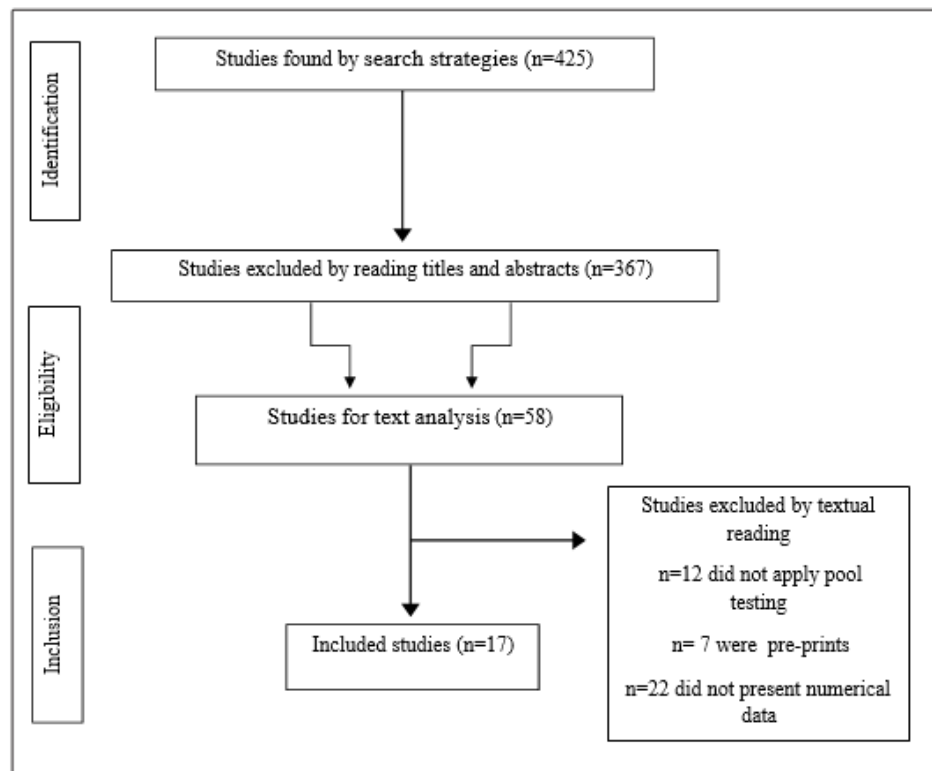 Identification
Studies found by search strategies (n=425)
Studies excluded by reading titles and abstracts (n=367)
Eligibility
Studies for text analysis (n=58)
Studies excluded by textual
reading
n=12 did not apply pool
testing
n= 7 were pre-prints
n=22 did not present numerical
data
Inclusion
Included studies (n=17)